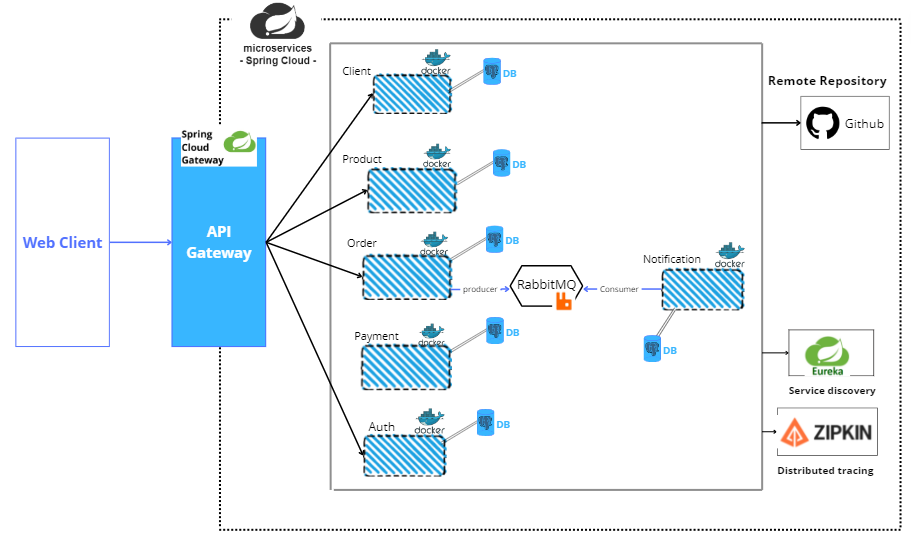 microservices
- Spring Cloud -
Spring
Cloud
Gateway
Web Client
API
Gateway
Client
docker
DB
Product
docker
DB
Order
docker
DB
producer
RabbitMQ
Consumer
Notification
docker
DB
Payment
docker
DB
Auth
docker
DB
Remote Repository
Github
Eureka
Service discovery
ZIPKIN
Distributed tracing